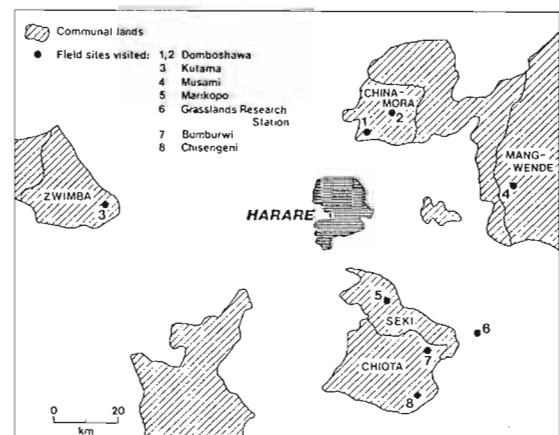 Communal lands
Field sites visited: 1,2 Domboshawa
3 Kutama
4 Musami
5 Marikopo
6 Grasslands Research
Station
7 Bumburwi
8 Chisengeni
CHINA-
MORA
2
1
MANG-
WENDE
4
ZWIMBA
3
HARARE
5
SEKI
6
7
CHIOTA
8
0 20
km